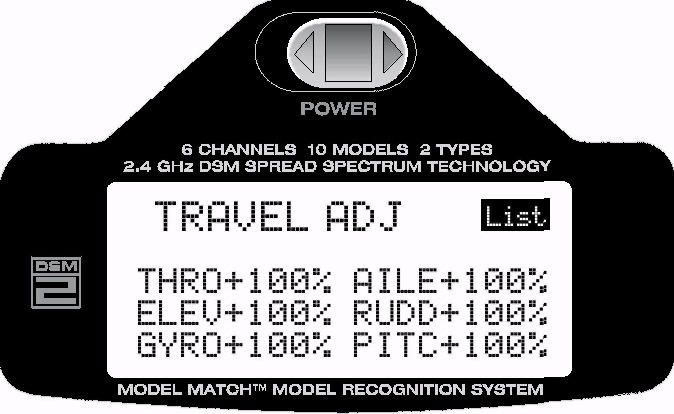 POWER
6 CHANNELS 10 MODELS 2 TYPES
2.4 GHz DSM SPREAD SPECTRUM TECHNOLOGY
TRAVEL ADJ List
DSM
2
THRO+100% AILE+100%
ELEV+100% RUDD+100%
GYRO+100% PITC+100%
MODEL MATCH™ MODEL RECOGNITION SYSTEM